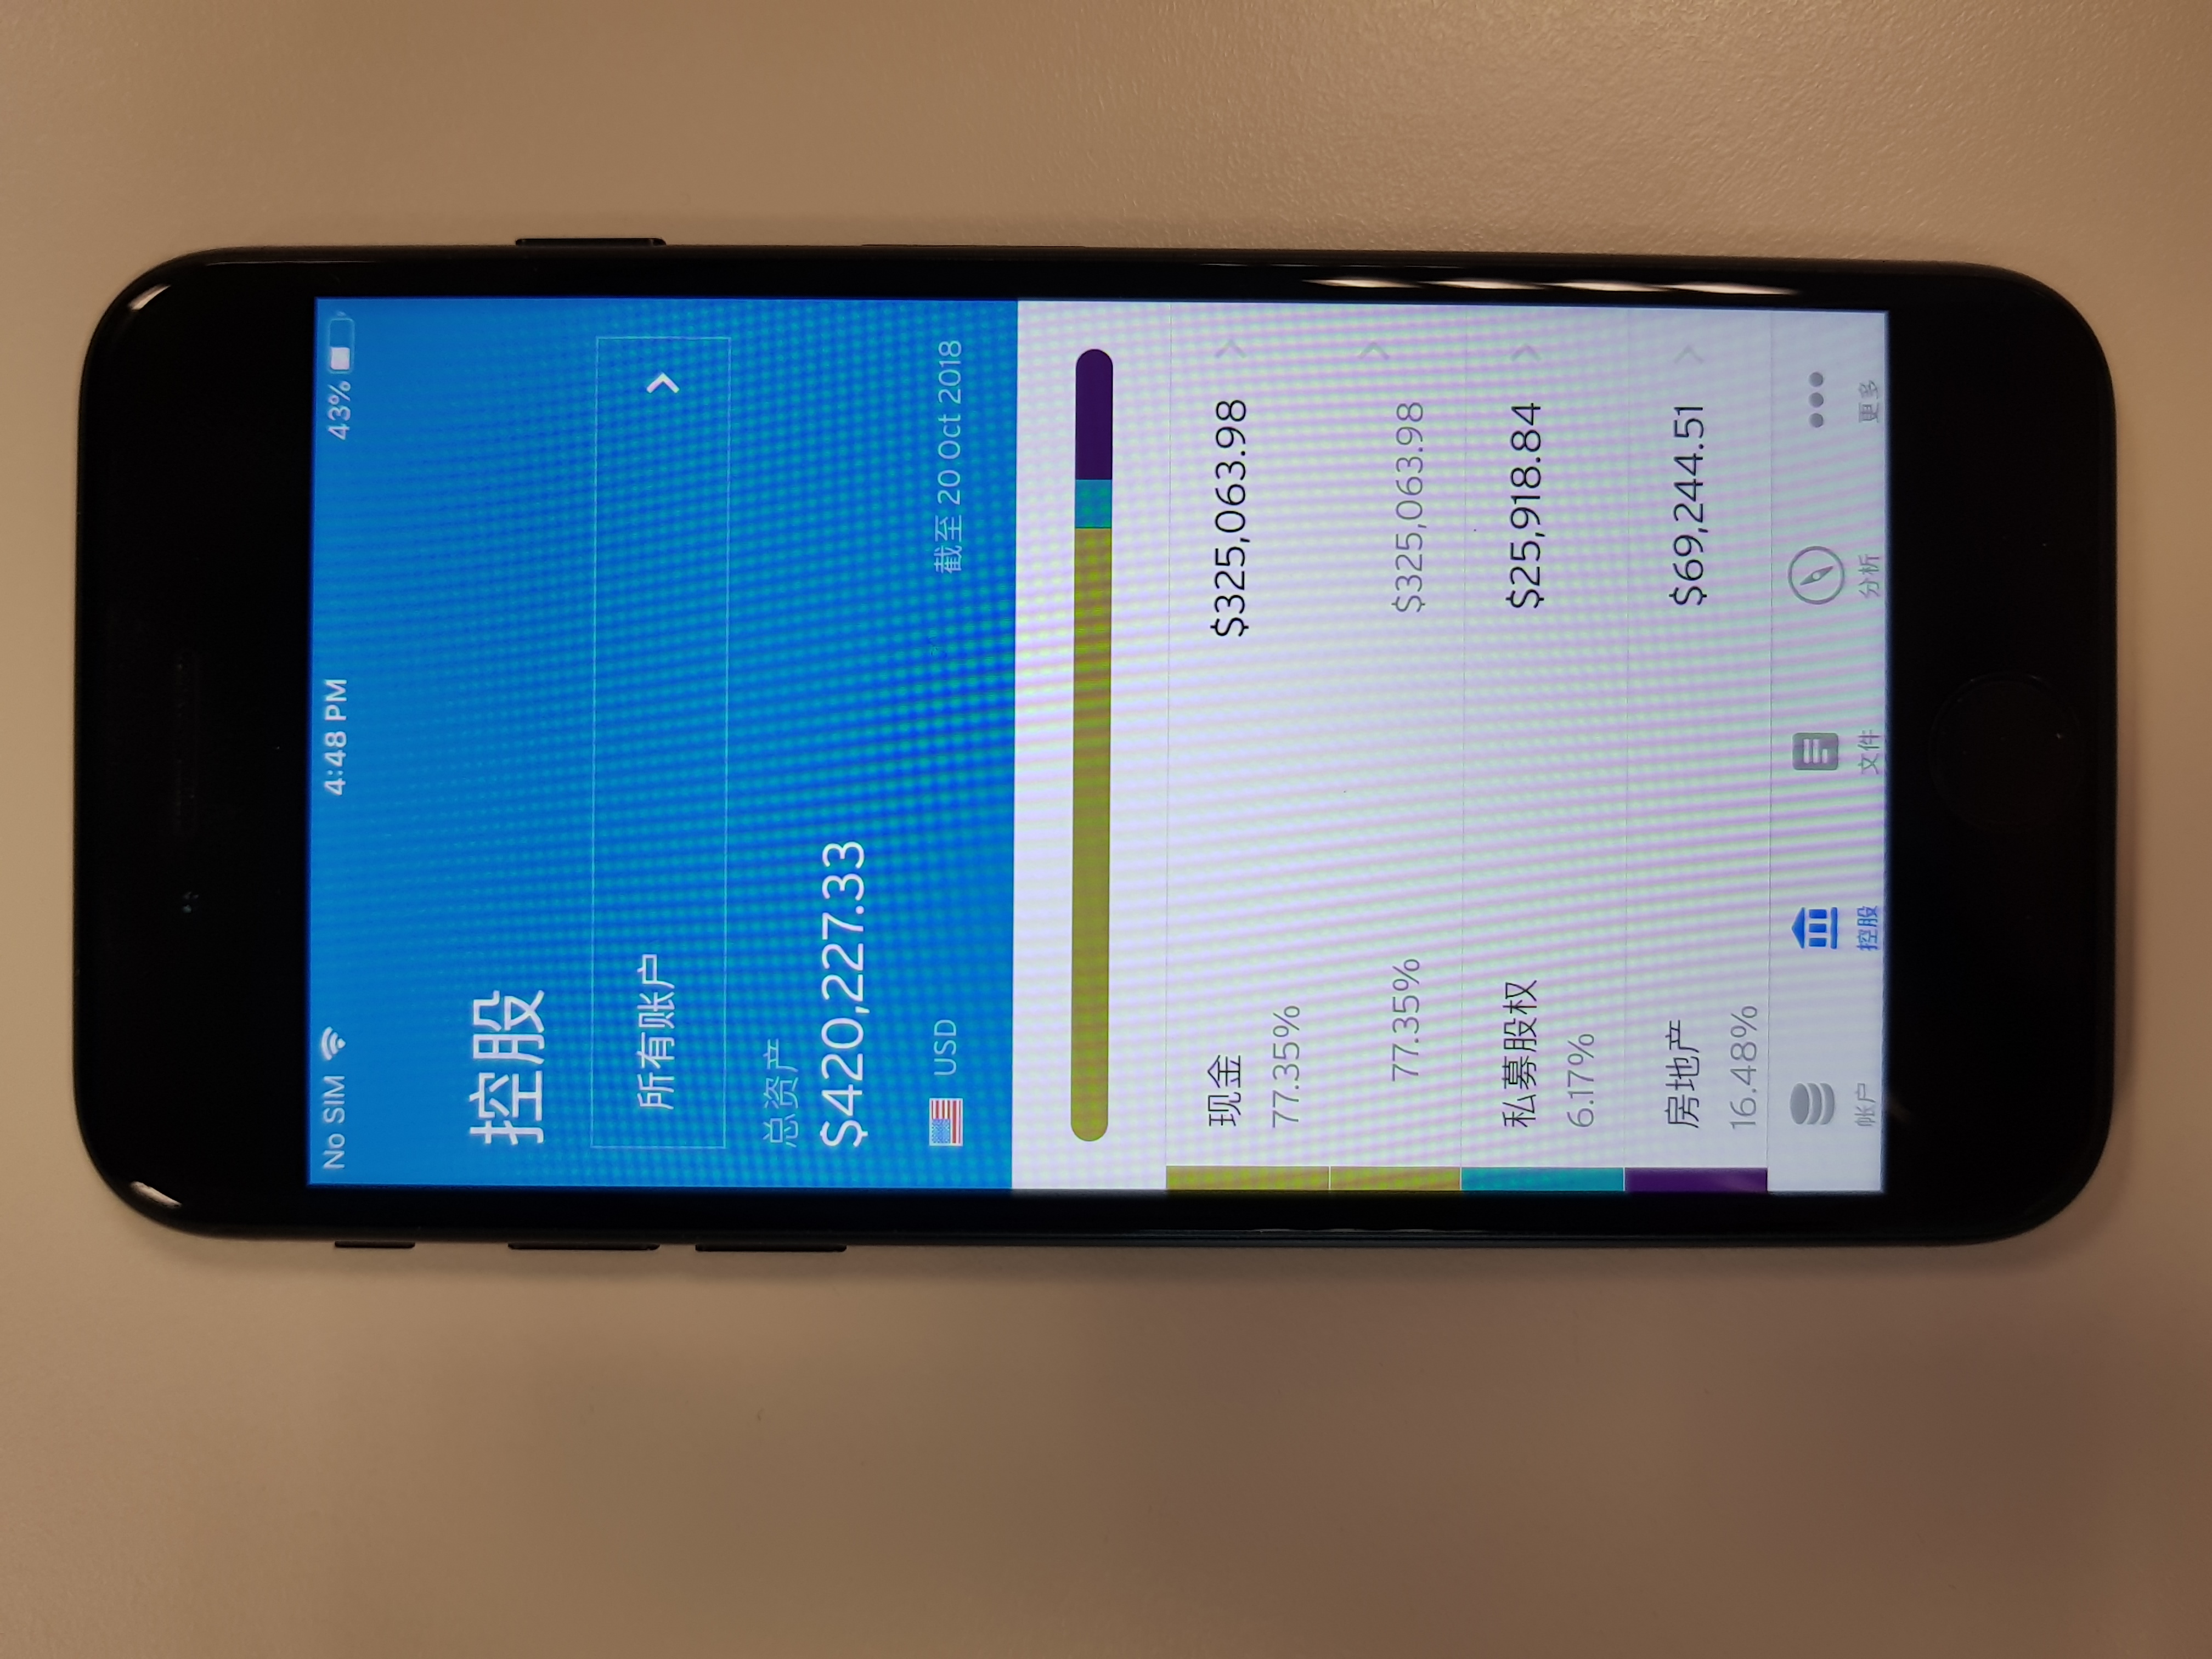 No SIM 4:48 PM 43%
控股
所有账户
总资产
$420,227.33
USD 截至 20 Oct 2018
现金 $325,063.98
77.35%
77.35% $325,063.98
私募股权 $25,918.84
6.17%
房地产 $69,244.51
16.48%
帐户 控股 文件 分析 更多